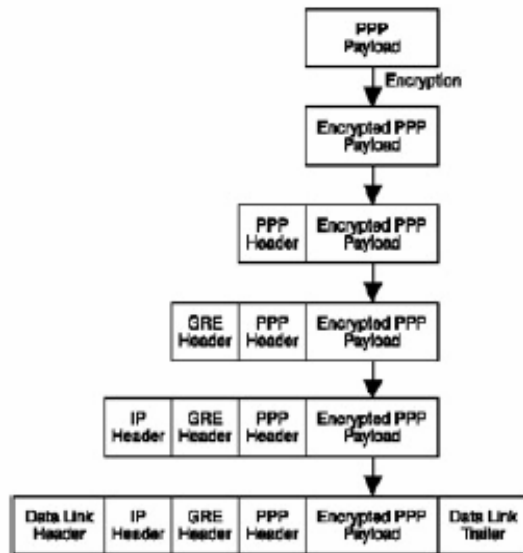 PPP
Payload
Encryption
Encrypted PPP
Payload
PPP
Header
Encrypted PPP
Payload
GRE
Header
PPP
Header
Encrypted PPP
Payload
IP
Header
GRE
Header
PPP
Header
Encrypted PPP
Payload
Data Link
Header
IP
Header
GRE
Header
PPP
Header
Encrypted PPP
Payload
Data Link
Trailer